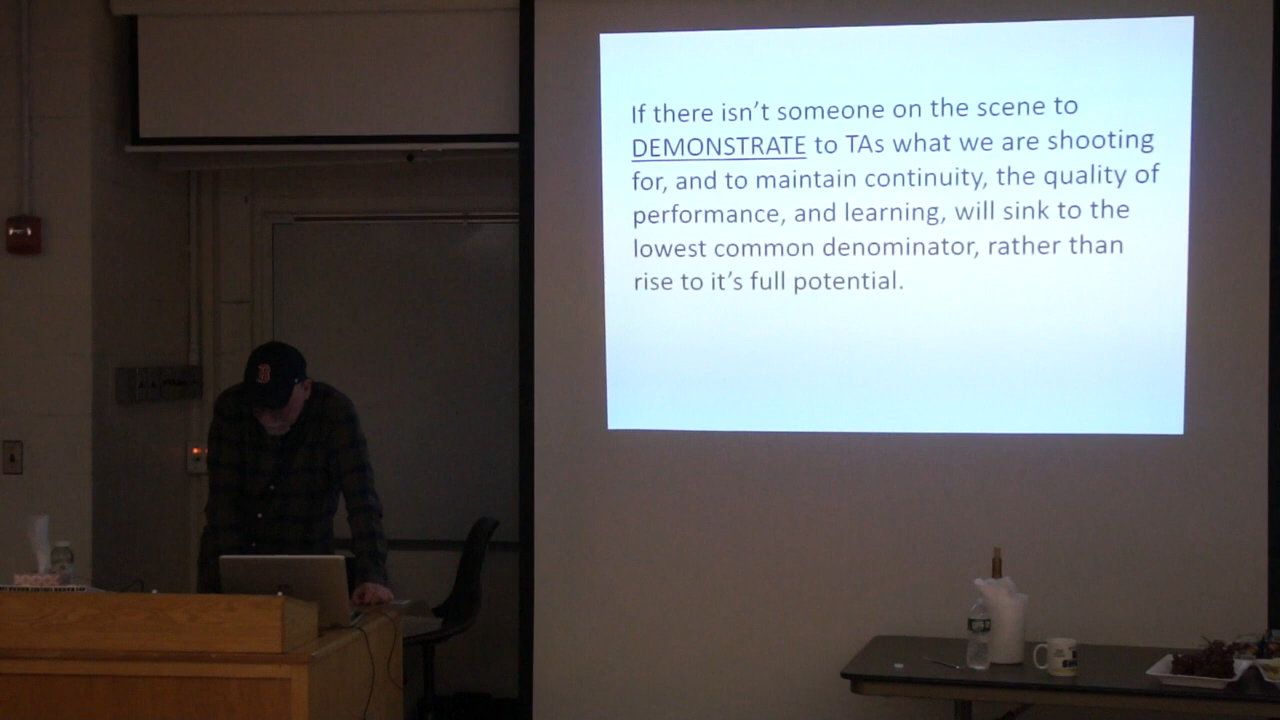 If there isn’t someone on the scene to
DEMONSTRATE to TAs what we are shooting
for, and to maintain continuity, the quality of
performance, and learning, will sink to the
lowest common denominator, rather than
rise to it’s full potential.
B